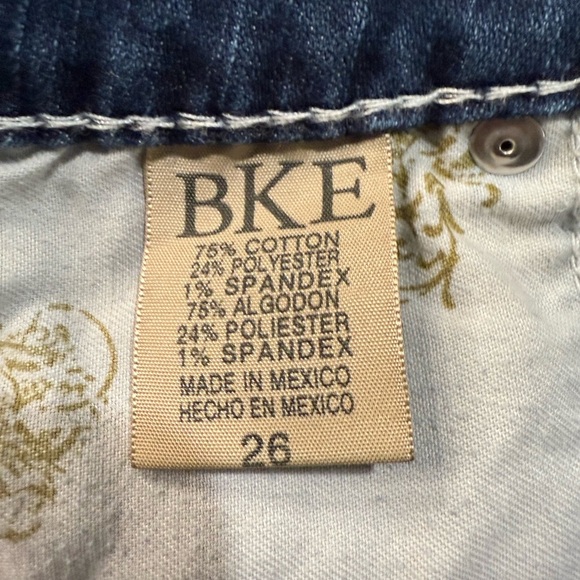 BKE
75% COTTON
24% POLYESTER
1% SPANDEX
75% ALGODON
24% POLIESTER
1% SPANDEX
MADE IN MEXICO
HECHO EN MEXICO
26